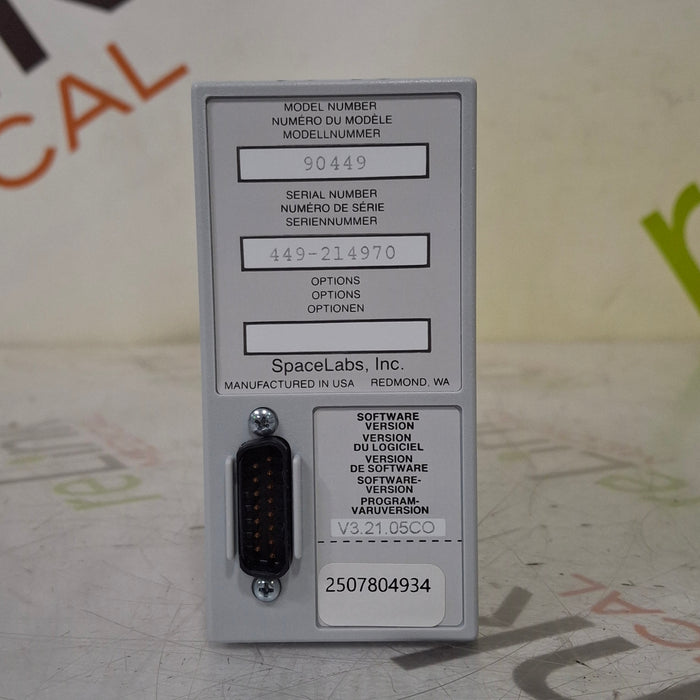 CAL
MODEL NUMBER
NUMÉRO DU MODÈLE
MODELLNUMMER
90449
SERIAL NUMBER
NUMÉRO DE SÉRIE
SERIENNUMMER
449-214970
OPTIONS
OPTIONS
OPTIONEN
SpaceLabs, Inc.
MANUFACTURED IN USA REDMOND, WA
SOFTWARE
VERSION
VERSION
DU LOGICIEL
VERSION
DE SOFTWARE
SOFTWARE-
VERSION
PROGRAM-
VARUVERSION
V3.21.05CO
2507804934